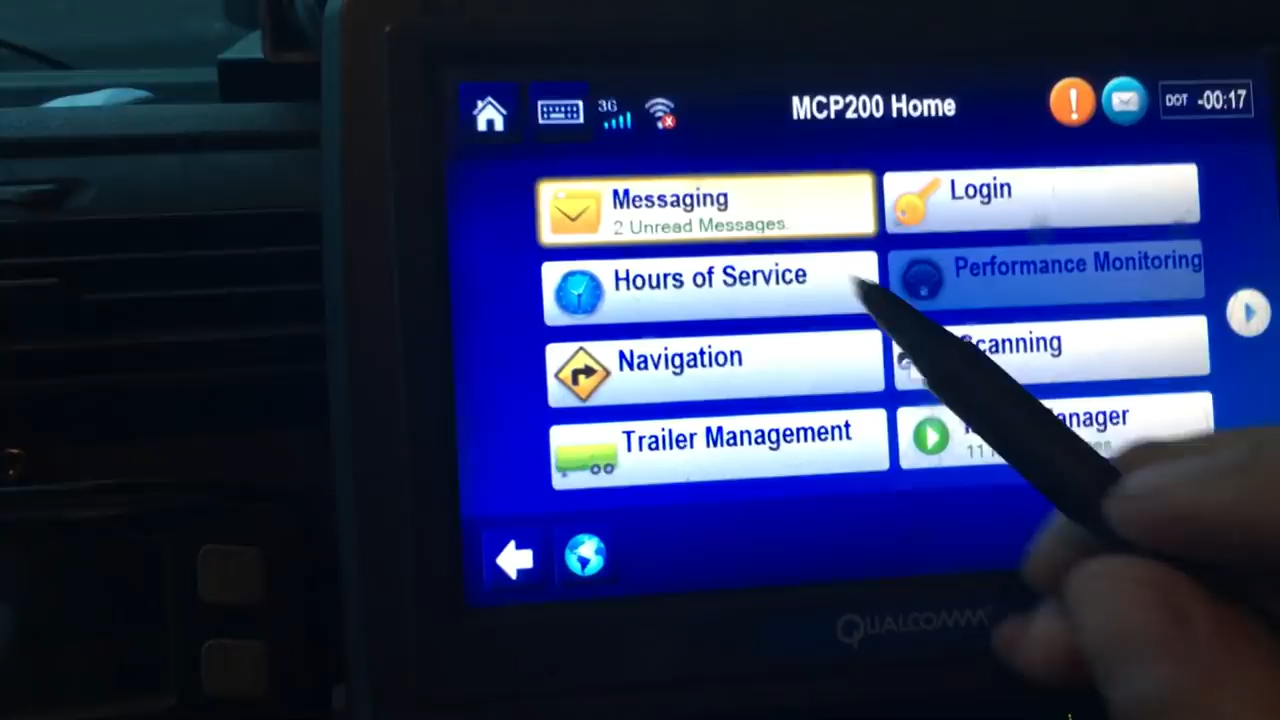 3G
MCP200 Home
DOT -00:17
Messaging
2 Unread Messages
Login
Hours of Service
Performance Monitoring
Navigation
Scanning
Trailer Management
QUALCOMM